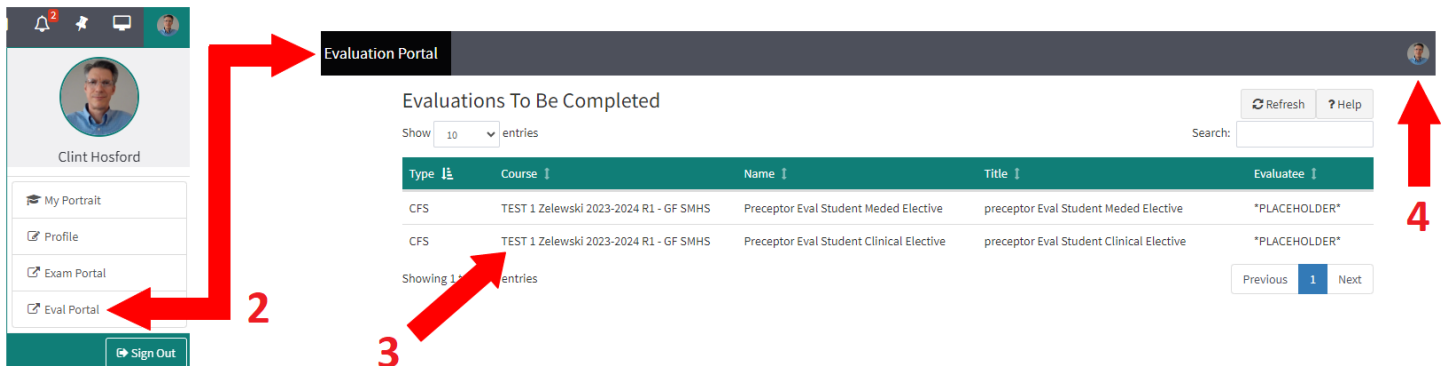 2
Clint Hosford
My Portrait
Profile
Exam Portal
Eval Portal
Sign Out
2
Evaluation Portal
Evaluations To Be Completed
Refresh
? Help
Show 10 entries
Search:
Type Course Name Title Evaluatee
CFS TEST 1 Zelewski 2023-2024 R1 - GF SMHS Preceptor Eval Student Meded Elective preceptor Eval Student Meded Elective *PLACEHOLDER*
CFS TEST 1 Zelewski 2023-2024 R1 - GF SMHS Preceptor Eval Student Clinical Elective preceptor Eval Student Clinical Elective *PLACEHOLDER*
Showing 1 entries
Previous 1 Next
3
4